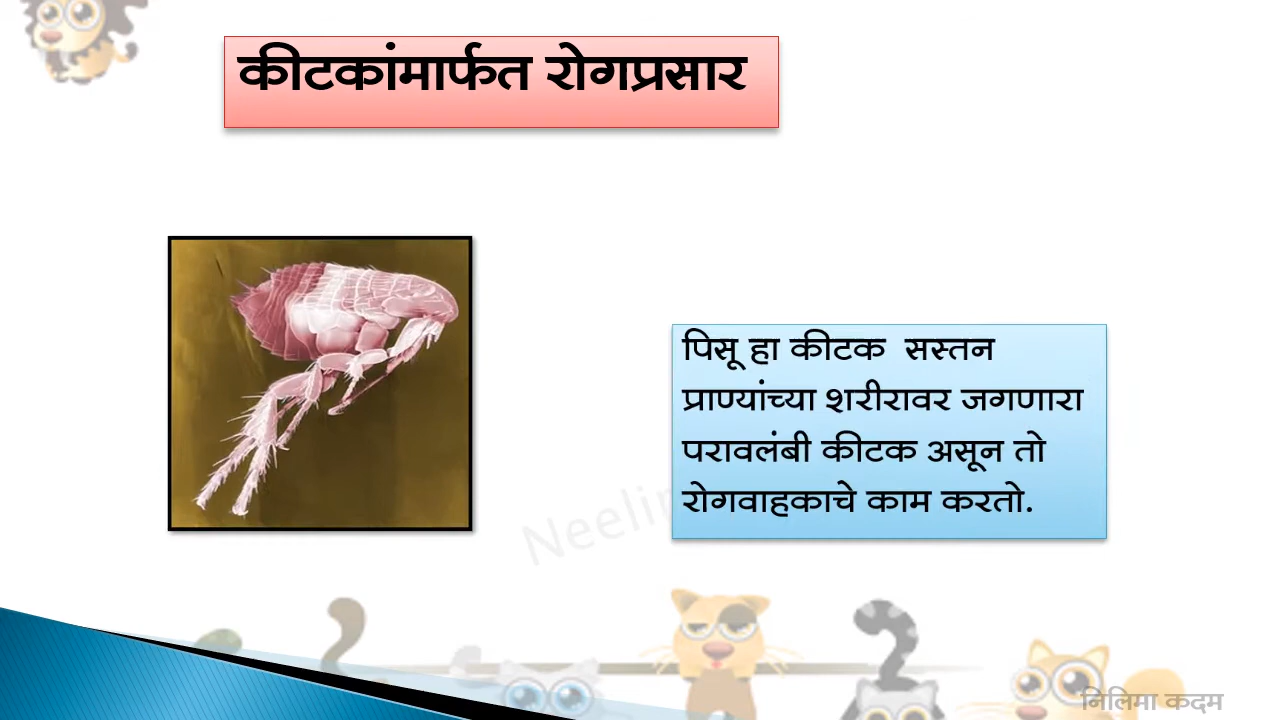 कीटकांमार्फत रोगप्रसार
पिसू हा कीटक सस्तन
प्राण्यांच्या शरीरावर जगणारा
परावलंबी कीटक असून तो
रोगवाहकाचे काम करतो.
निलिमा कदम